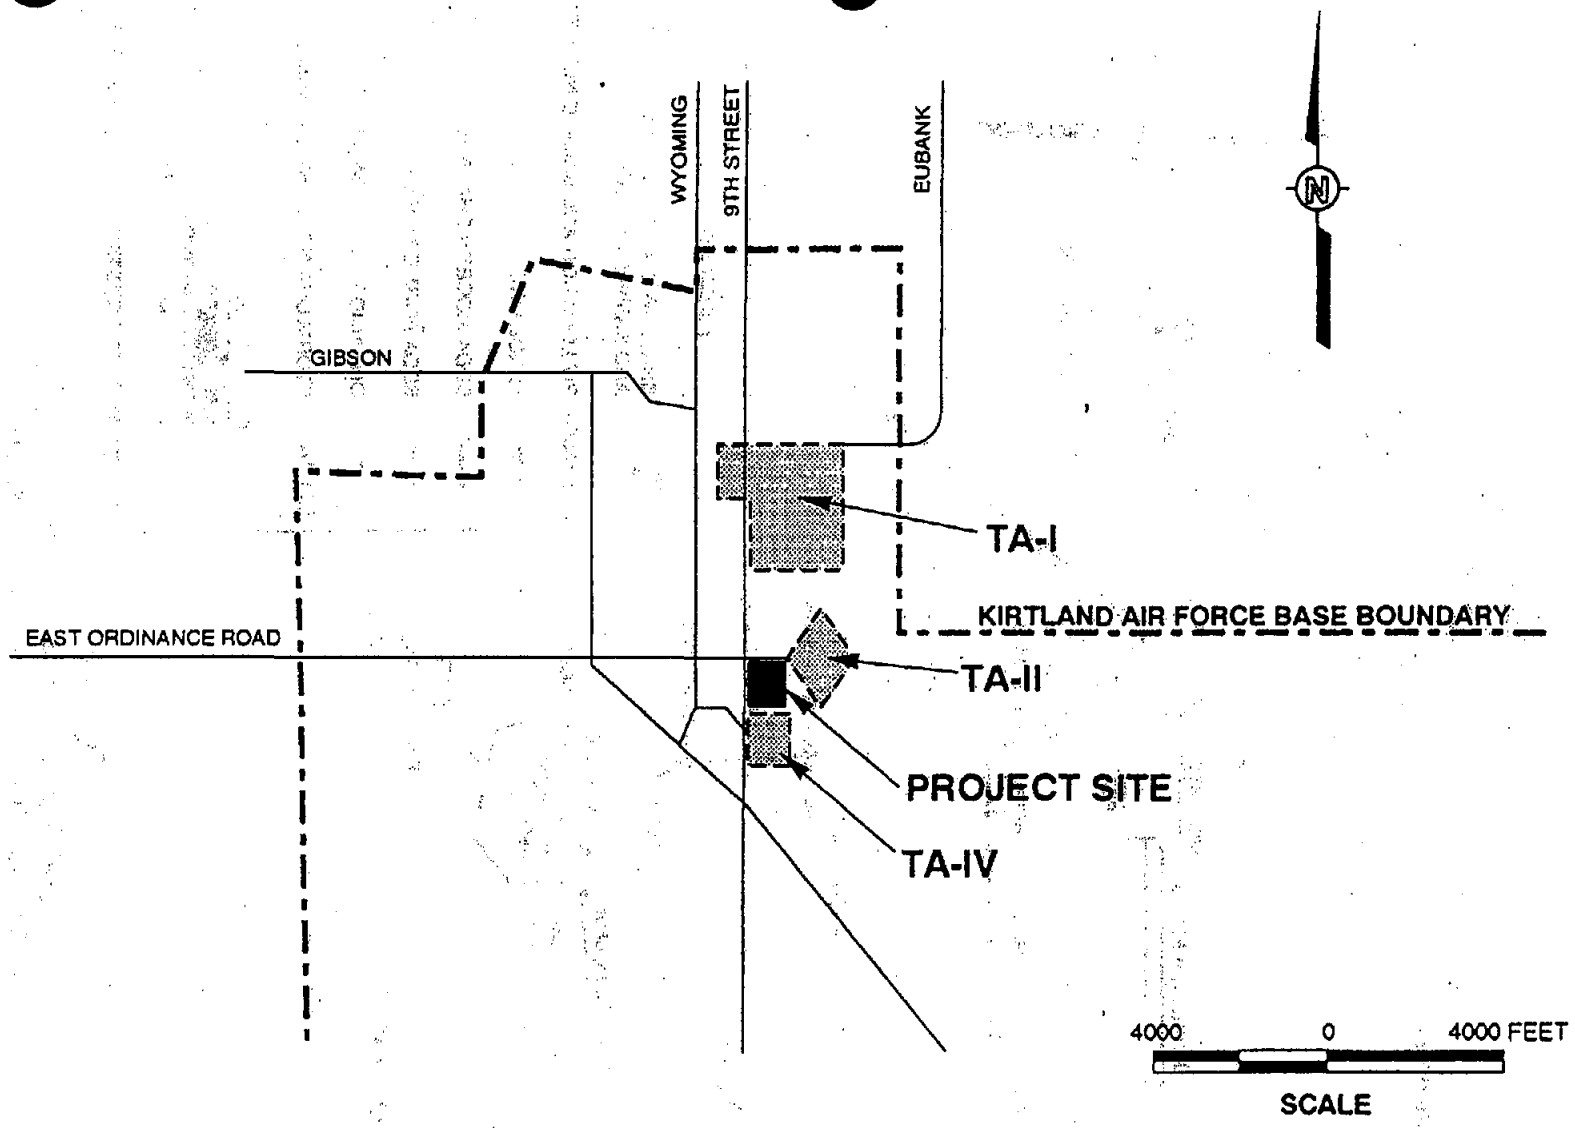 WYOMING
9TH STREET
EUBANK
N
GIBSON
TA-I
KIRTLAND AIR FORCE BASE BOUNDARY
EAST ORDINANCE ROAD
TA-II
PROJECT SITE
TA-IV
4000 0 4000 FEET
SCALE